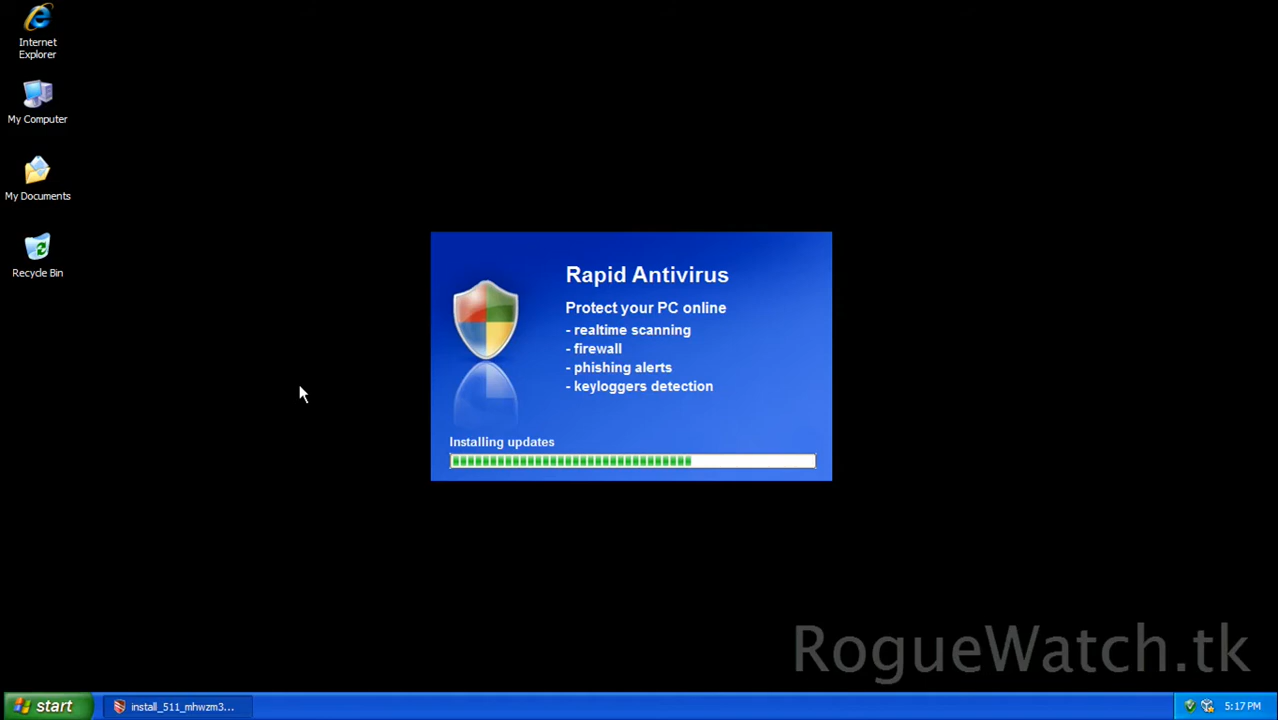 Internet
Explorer
My Computer
My Documents
Recycle Bin
Rapid Antivirus
Protect your PC online
- realtime scanning
- firewall
- phishing alerts
- keyloggers detection
Installing updates
RogueWatch.tk
start
install_511_mhwzm3...
5:17 PM